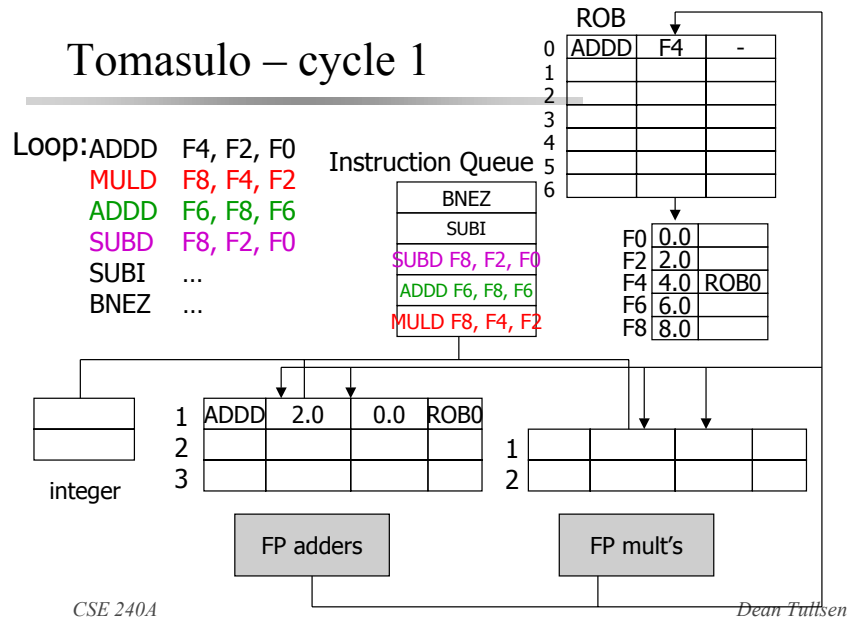 Tomasulo – cycle 1
Loop: ADDD F4, F2, F0
MULD F8, F4, F2
ADDD F6, F8, F6
SUBD F8, F2, F0
SUBI ...
BNEZ ...
Instruction Queue
BNEZ
SUBI
SUBD F8, F2, F0
ADDD F6, F8, F6
MULD F8, F4, F2
ROB
0 ADDD F4 -
1
2
3
4
5
6
F0 0.0
F2 2.0
F4 4.0 ROB0
F6 6.0
F8 8.0
integer
1 ADDD 2.0 0.0 ROB0
2
3
1
2
FP adders
FP mult's
CSE 240A
Dean Tullsen